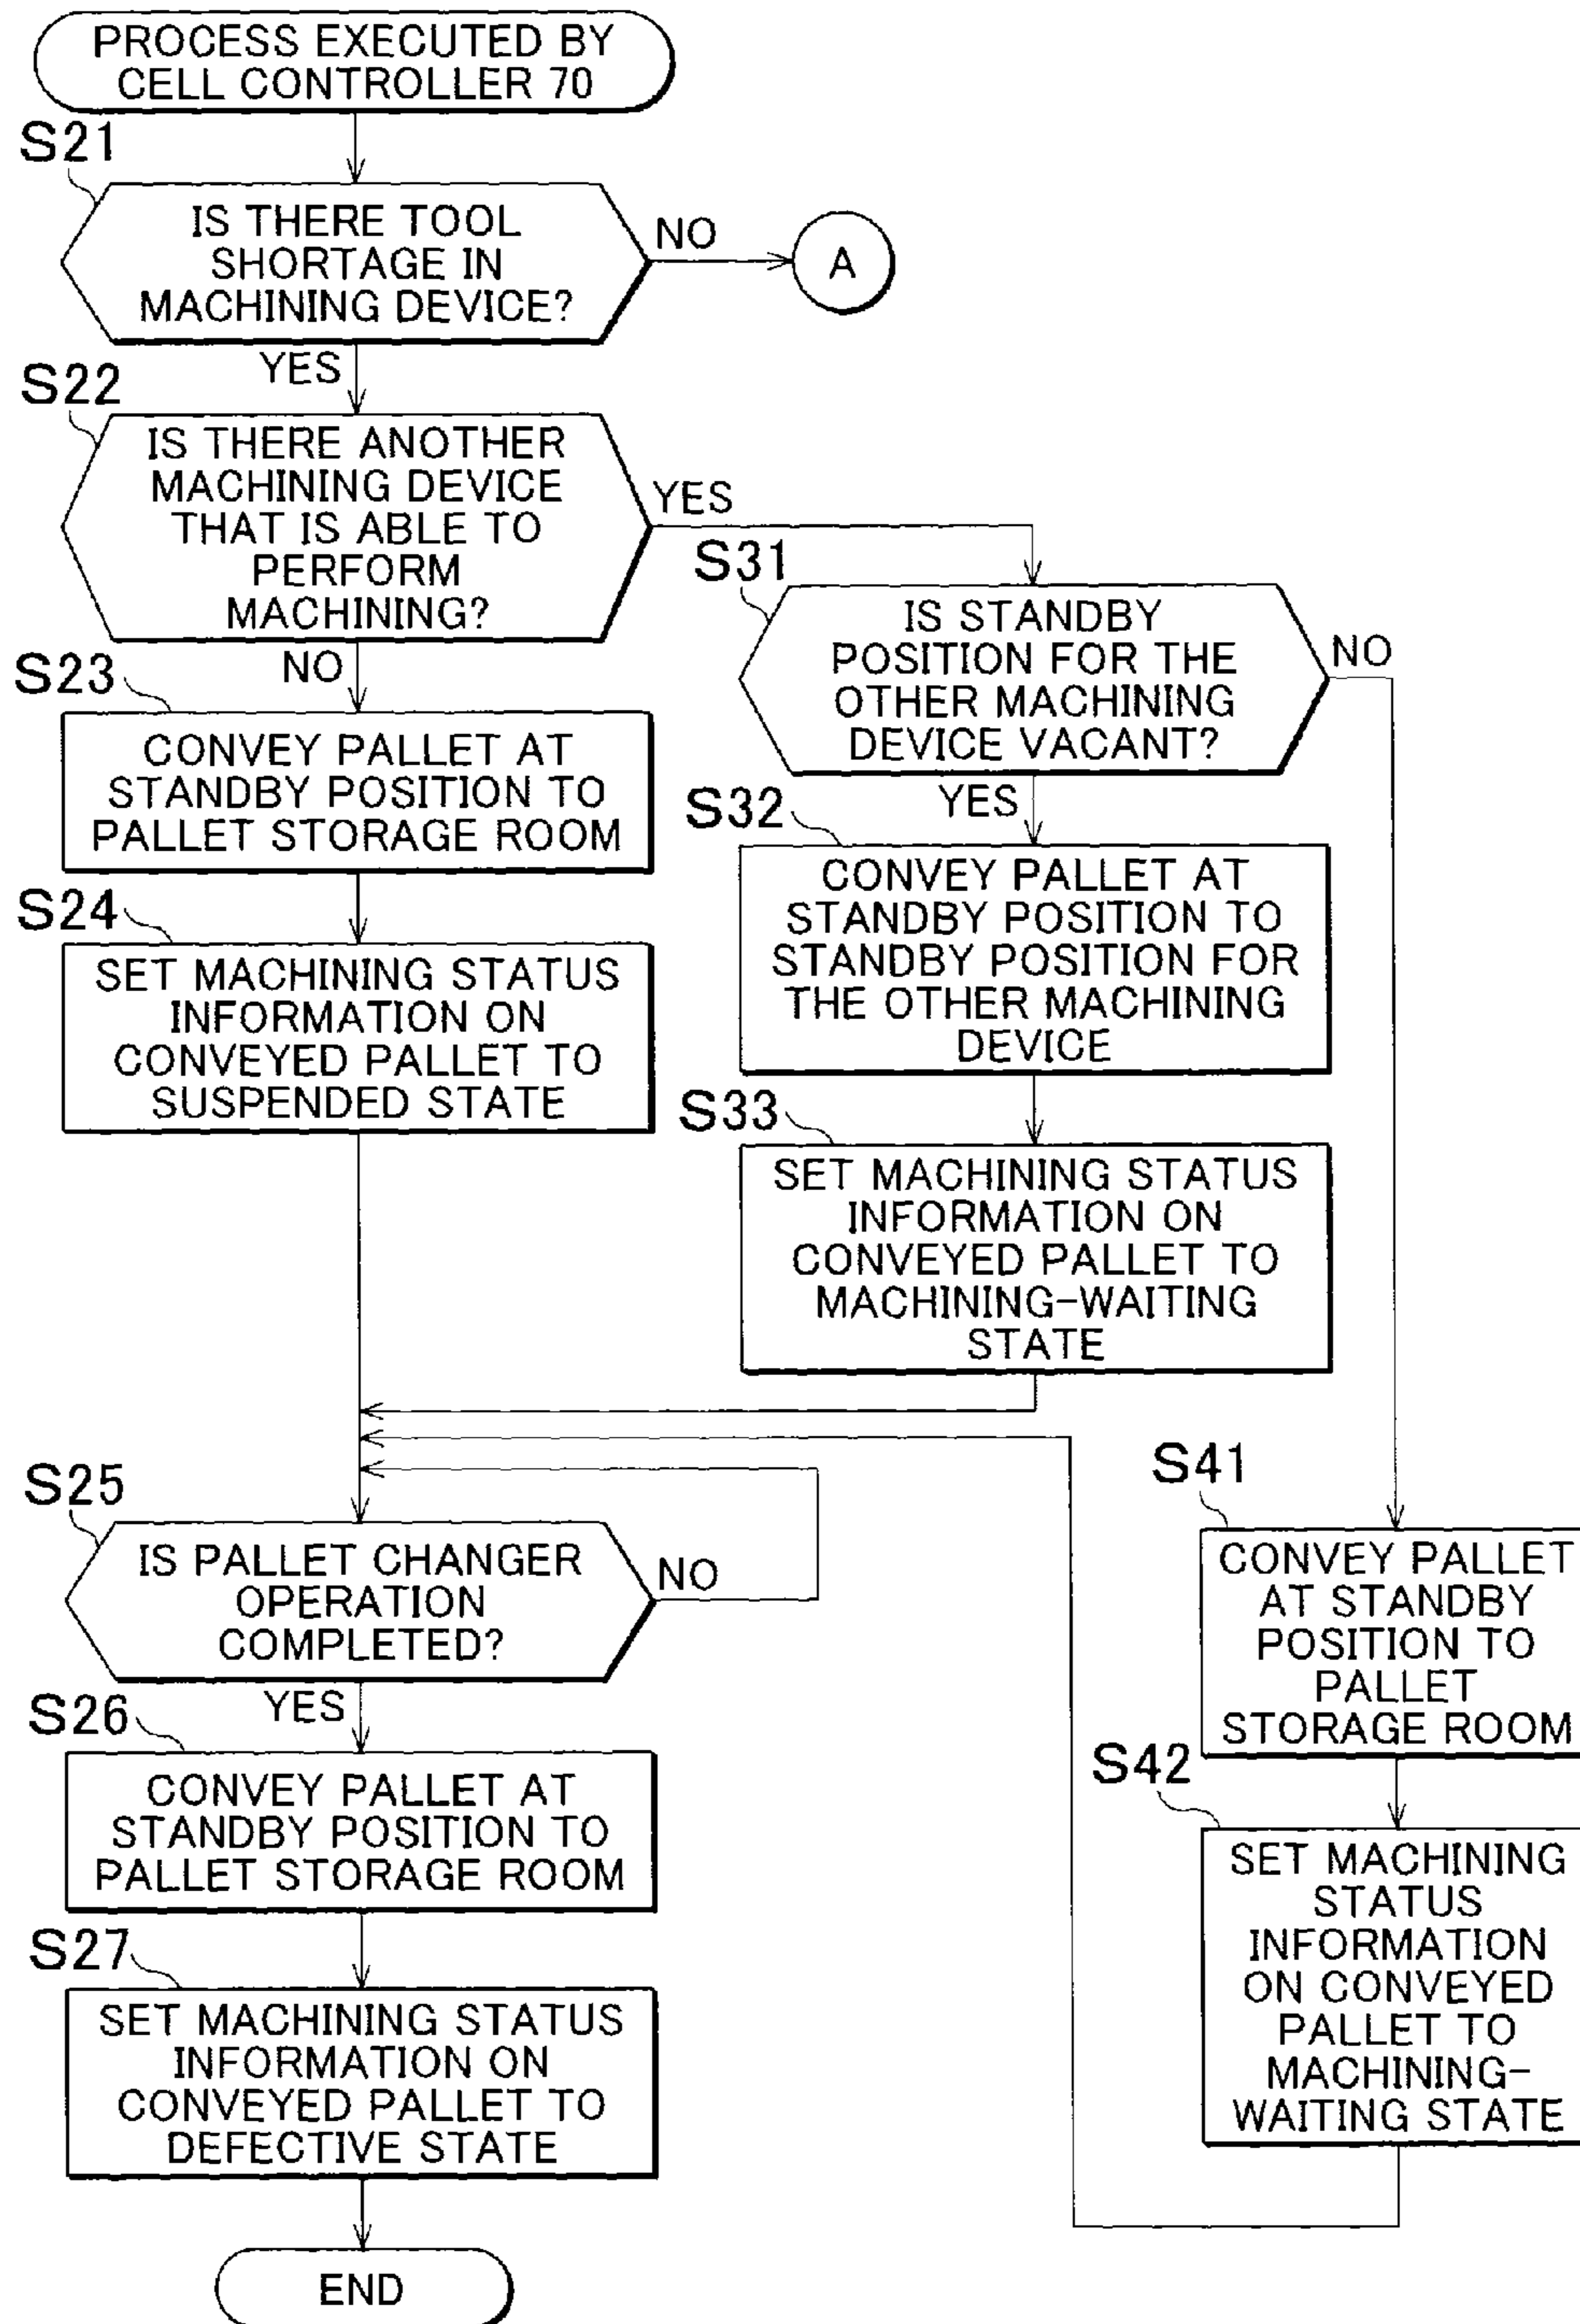 PROCESS EXECUTED BY
CELL CONTROLLER 70
S21
IS THERE TOOL
SHORTAGE IN
MACHINING DEVICE?
NO
A
YES
S22
IS THERE ANOTHER
MACHINING DEVICE
THAT IS ABLE TO
PERFORM
MACHINING?
YES
NO
S23
CONVEY PALLET AT
STANDBY POSITION TO
PALLET STORAGE ROOM
S24
SET MACHINING STATUS
INFORMATION ON
CONVEYED PALLET TO
SUSPENDED STATE
S31
IS STANDBY
POSITION FOR THE
OTHER MACHINING
DEVICE VACANT?
NO
YES
S32
CONVEY PALLET AT
STANDBY POSITION TO
STANDBY POSITION FOR
THE OTHER MACHINING
DEVICE
S33
SET MACHINING STATUS
INFORMATION ON
CONVEYED PALLET TO
MACHINING-WAITING
STATE
S25
IS PALLET CHANGER
OPERATION
COMPLETED?
NO
YES
S26
CONVEY PALLET AT
STANDBY POSITION TO
PALLET STORAGE ROOM
S27
SET MACHINING STATUS
INFORMATION ON
CONVEYED PALLET TO
DEFECTIVE STATE
END
S41
CONVEY PALLET
AT STANDBY
POSITION TO
PALLET
STORAGE ROOM
S42
SET MACHINING
STATUS
INFORMATION
ON CONVEYED
PALLET TO
MACHINING-
WAITING STATE